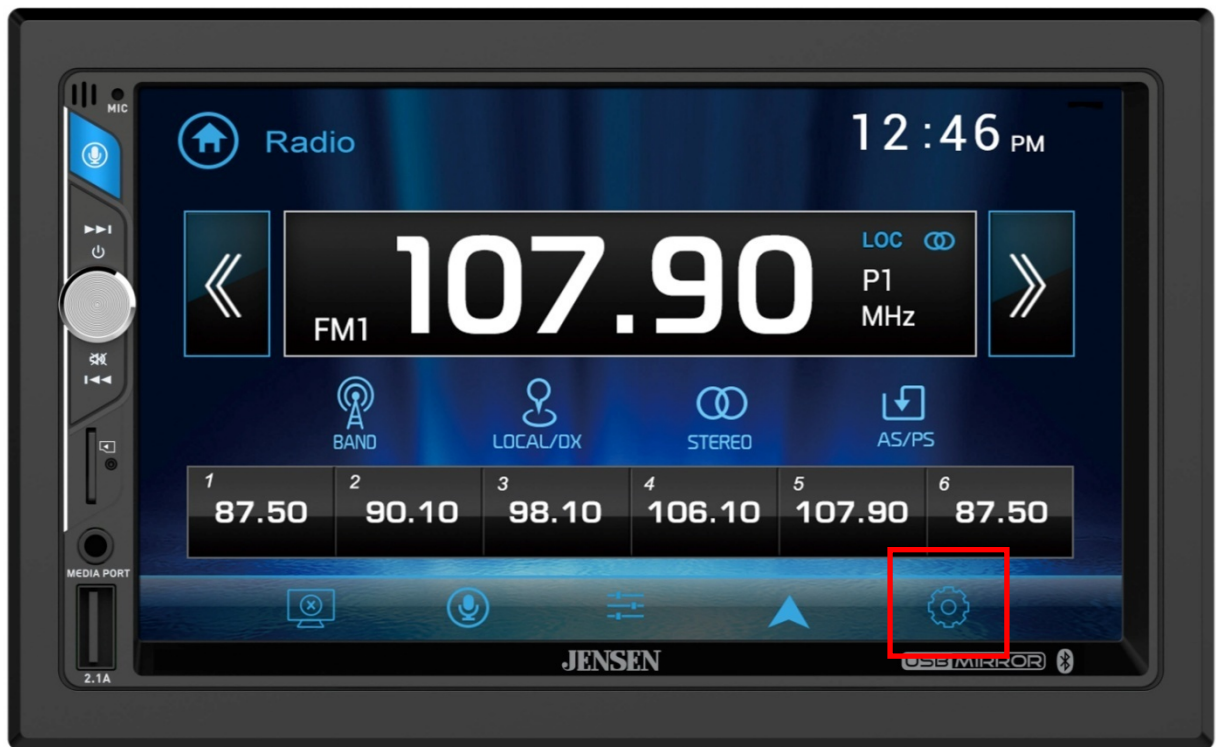 MIC
Radio
12:46 PM
107.90
LOC
P1
FM1
MHz
BAND
LOCAL/DX
STEREO
AS/PS
1 2 3 4 5 6
87.50 90.10 98.10 106.10 107.90 87.50
MEDIA PORT
2.1A
JENSEN
USB MIRROR